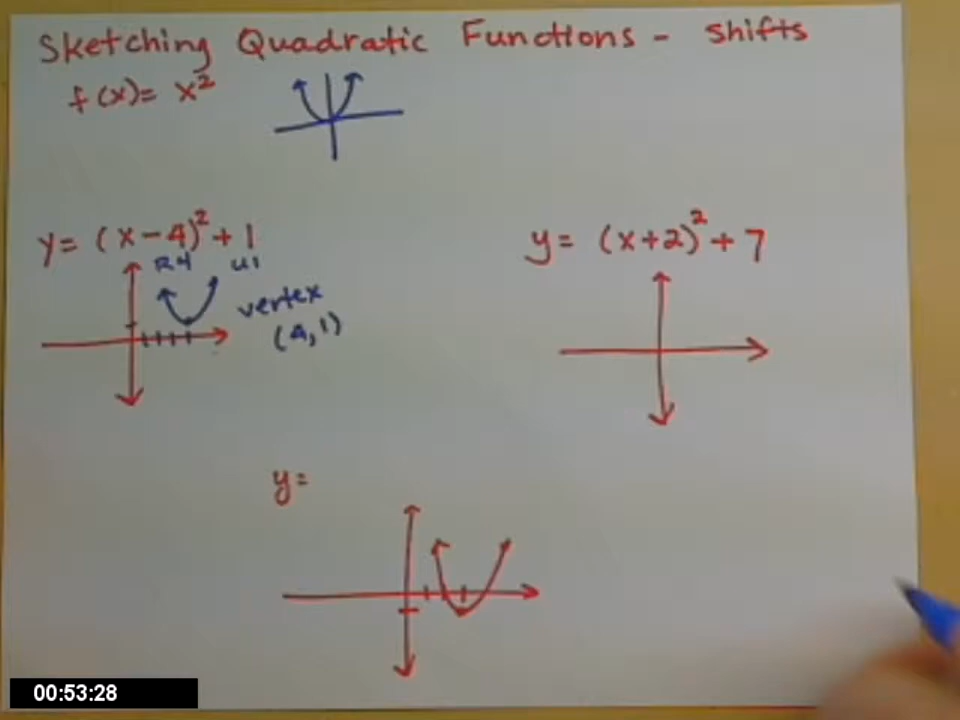 Sketching Quadratic Functions - shifts
f(x)= x²
y= (x-4)²+1
R4 U1
vertex
(4,1)
y= (x+2)²+7
y=
00:53:28